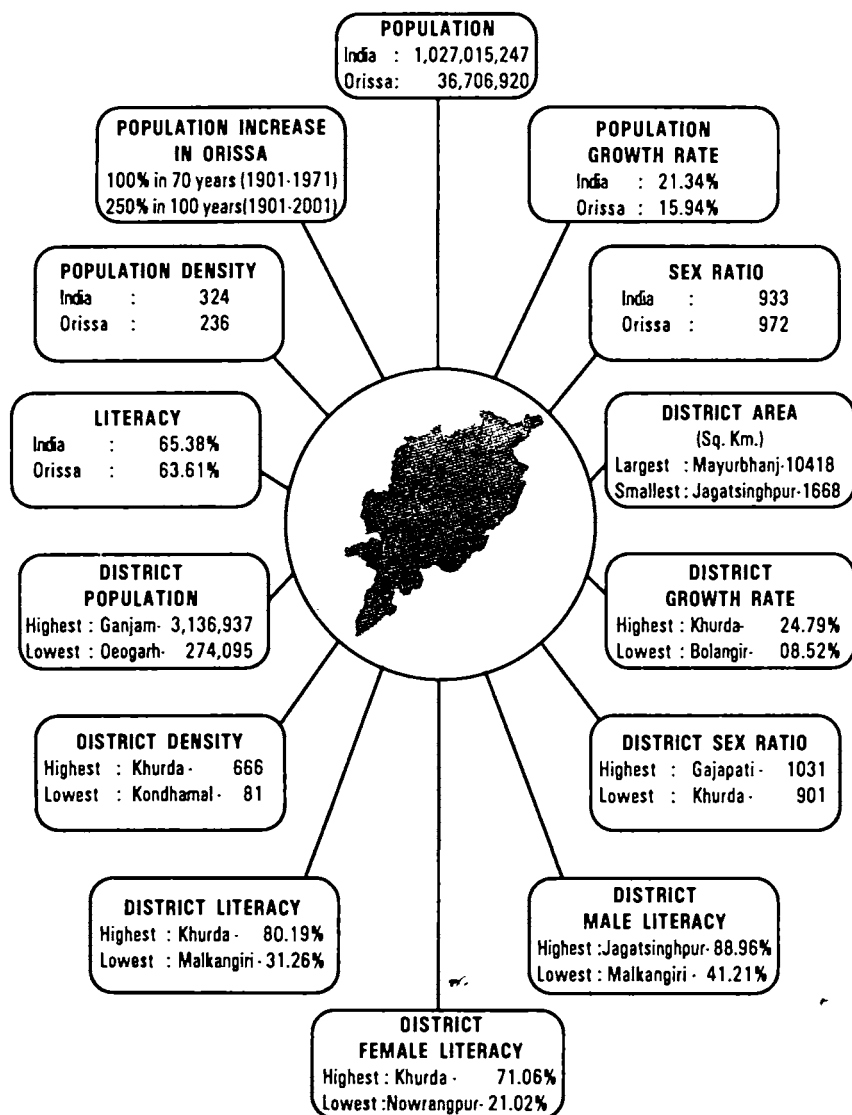 POPULATION
India : 1,027,015,247
Orissa: 36,706,920
POPULATION INCREASE
IN ORISSA
100% in 70 years (1901-1971)
250% in 100 years(1901-2001)
POPULATION
GROWTH RATE
India : 21.34%
Orissa : 15.94%
POPULATION DENSITY
India : 324
Orissa : 236
SEX RATIO
India : 933
Orissa : 972
LITERACY
India : 65.38%
Orissa : 63.61%
DISTRICT AREA
(Sq. Km.)
Largest : Mayurbhanj-10418
Smallest : Jagatsinghpur-1668
DISTRICT
POPULATION
Highest : Ganjam- 3,136,937
Lowest : Oeogarh- 274,095
DISTRICT
GROWTH RATE
Highest : Khurda- 24.79%
Lowest : Bolangir- 08.52%
DISTRICT DENSITY
Highest : Khurda - 666
Lowest : Kondhamal - 81
DISTRICT SEX RATIO
Highest : Gajapati - 1031
Lowest : Khurda - 901
DISTRICT LITERACY
Highest : Khurda - 80.19%
Lowest : Malkangiri - 31.26%
DISTRICT
MALE LITERACY
Highest :Jagatsinghpur- 88.96%
Lowest : Malkangiri - 41.21%
DISTRICT
FEMALE LITERACY
Highest : Khurda - 71.06%
Lowest :Nowrangpur- 21.02%